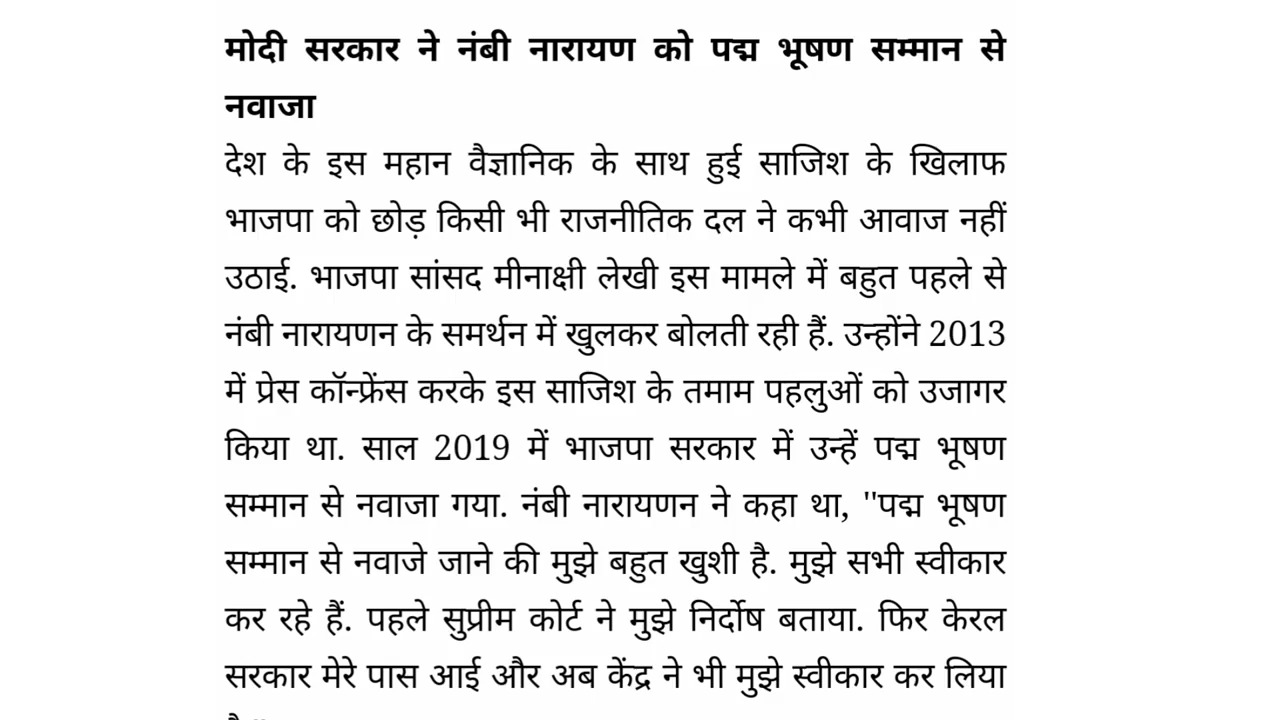 मोदी सरकार ने नंबी नारायण को पद्म भूषण सम्मान से
नवाजा
देश के इस महान वैज्ञानिक के साथ हुई साजिश के खिलाफ
भाजपा को छोड़ किसी भी राजनीतिक दल ने कभी आवाज नहीं
उठाई. भाजपा सांसद मीनाक्षी लेखी इस मामले में बहुत पहले से
नंबी नारायणन के समर्थन में खुलकर बोलती रही हैं. उन्होंने 2013
में प्रेस कॉन्फ्रेंस करके इस साजिश के तमाम पहलुओं को उजागर
किया था. साल 2019 में भाजपा सरकार में उन्हें पद्म भूषण
सम्मान से नवाजा गया. नंबी नारायणन ने कहा था, "पद्म भूषण
सम्मान से नवाजे जाने की मुझे बहुत खुशी है. मुझे सभी स्वीकार
कर रहे हैं. पहले सुप्रीम कोर्ट ने मुझे निर्दोष बताया. फिर केरल
सरकार मेरे पास आई और अब केंद्र ने भी मुझे स्वीकार कर लिया